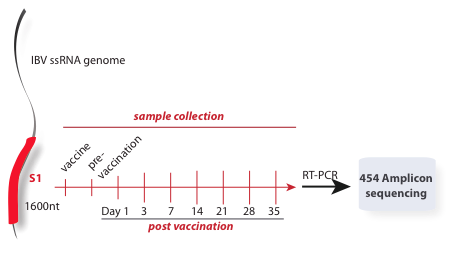 IBV ssRNA genome
sample collection
vaccine
pre-
vaccination
S1
1600nt
Day 1 3 7 14 21 28 35
post vaccination
RT-PCR
454 Amplicon
sequencing